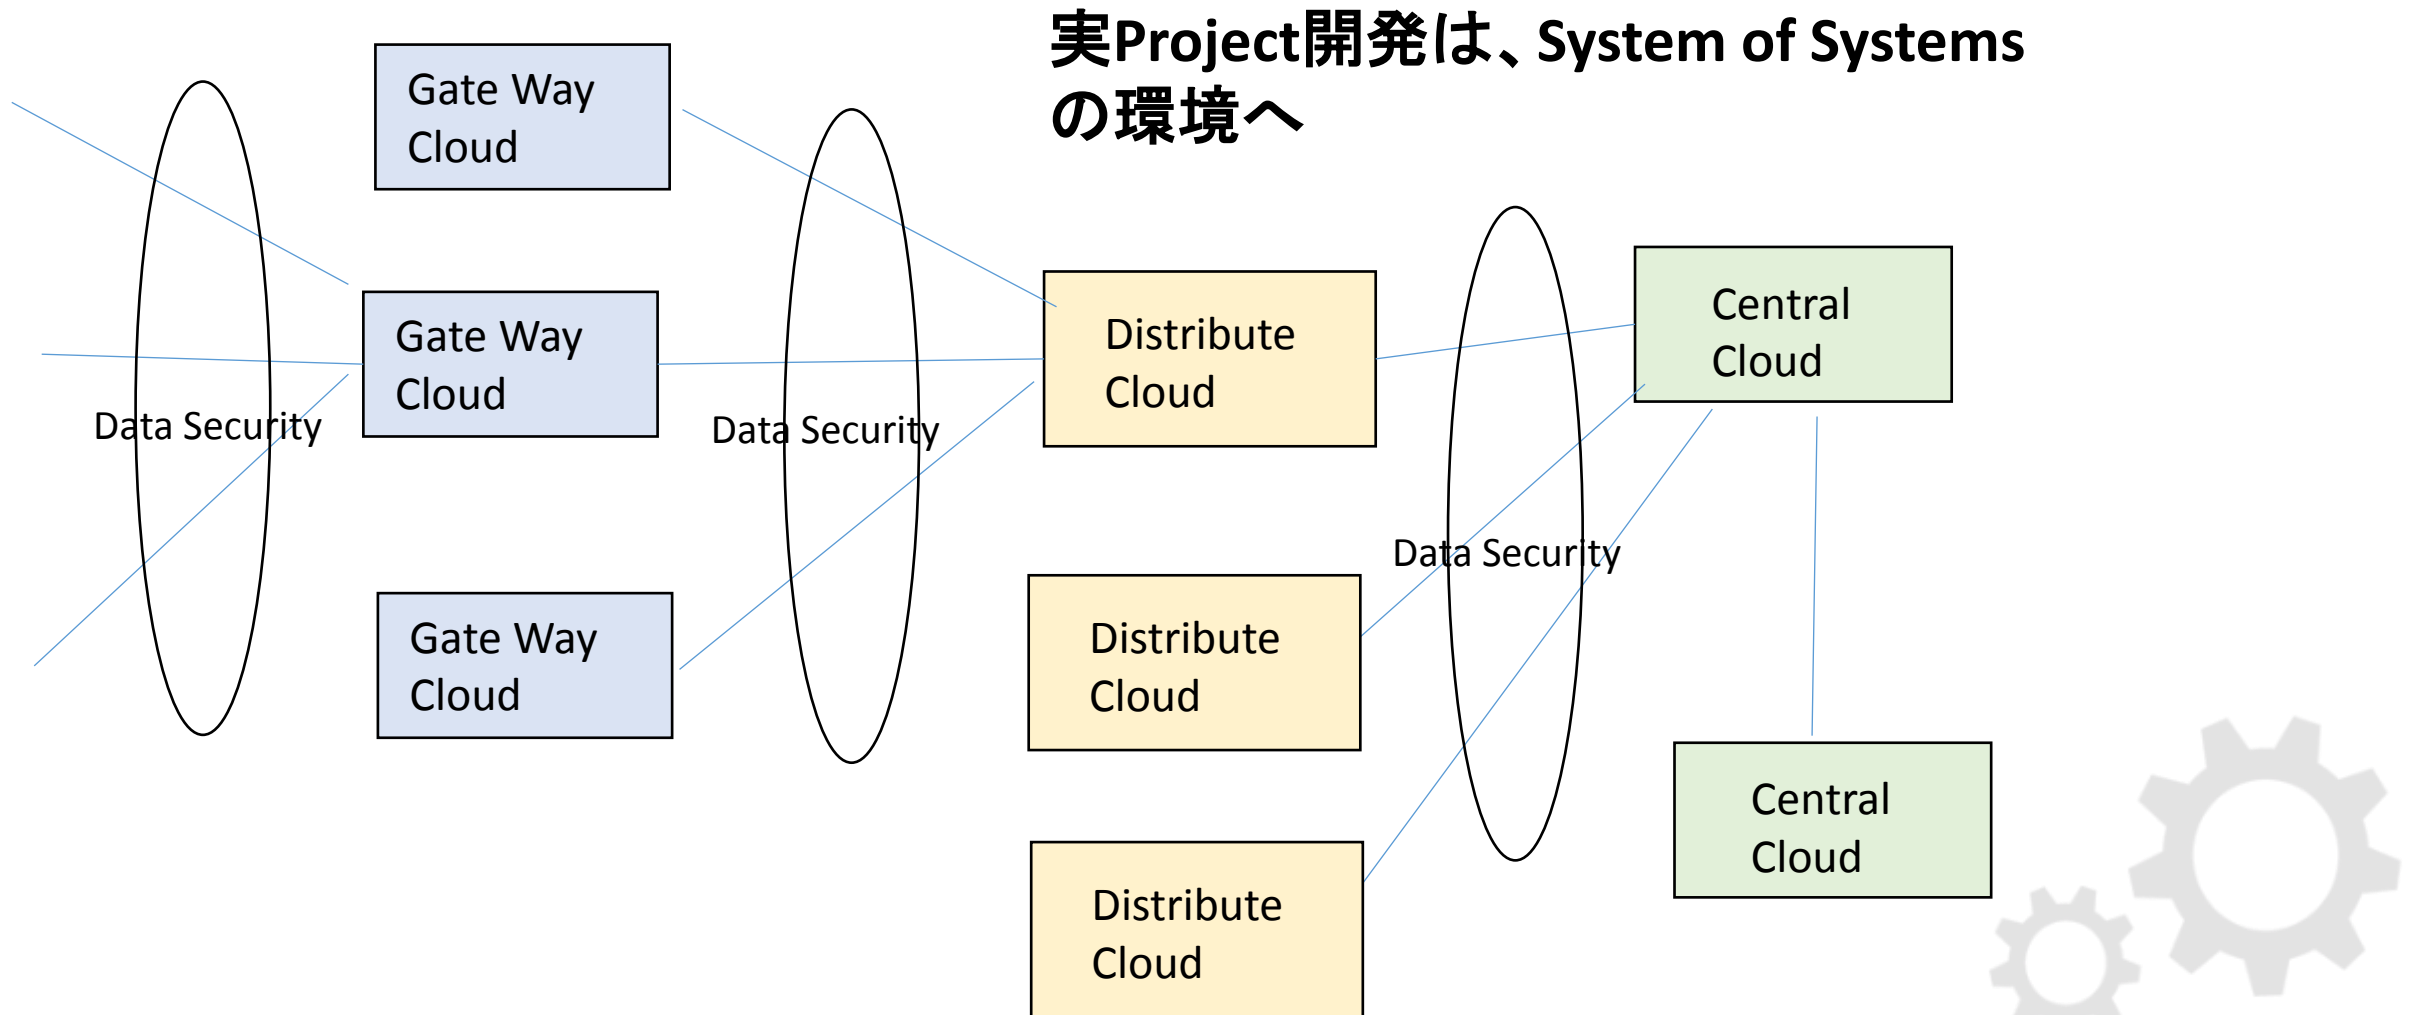 実Project開発は、System of Systems
の環境へ
Gate Way
Cloud
Gate Way
Cloud
Data Security
Gate Way
Cloud
Data Security
Distribute
Cloud
Distribute
Cloud
Distribute
Cloud
Data Security
Central
Cloud
Central
Cloud